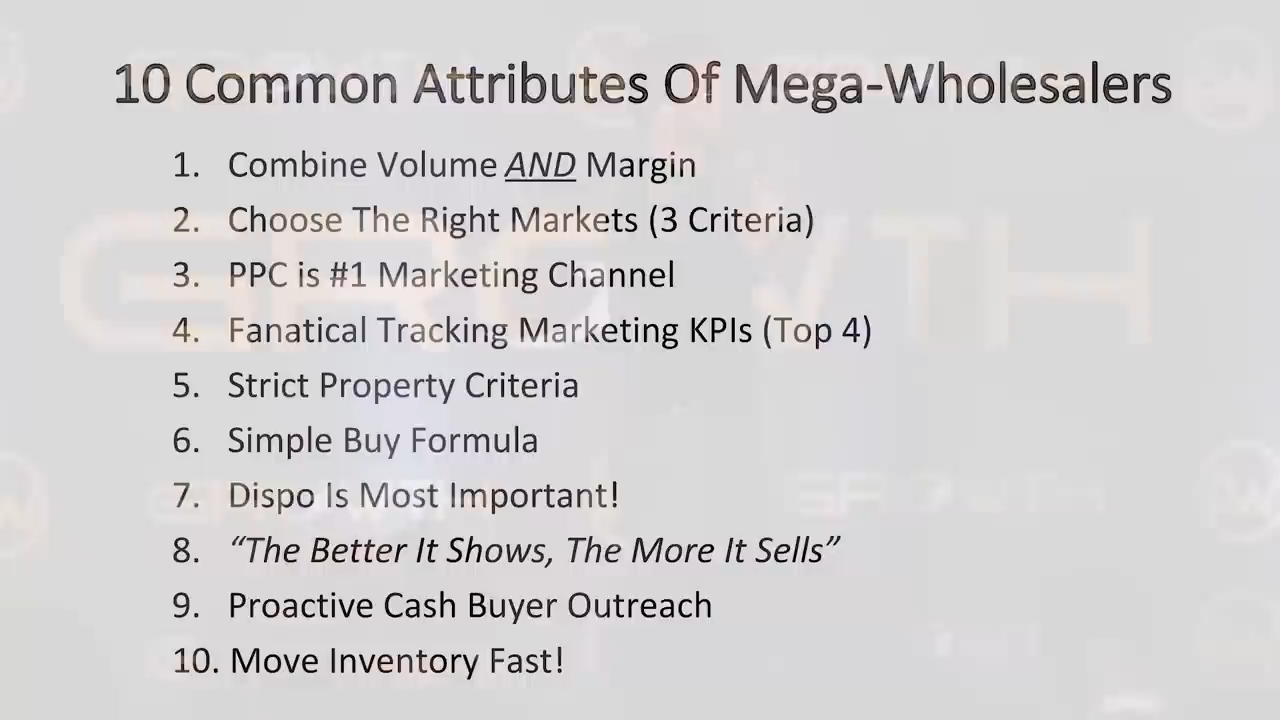 10 Common Attributes Of Mega-Wholesalers
1. Combine Volume AND Margin
2. Choose The Right Markets (3 Criteria)
3. PPC is #1 Marketing Channel
4. Fanatical Tracking Marketing KPIs (Top 4)
5. Strict Property Criteria
6. Simple Buy Formula
7. Dispo Is Most Important!
8. “The Better It Shows, The More It Sells”
9. Proactive Cash Buyer Outreach
10. Move Inventory Fast!